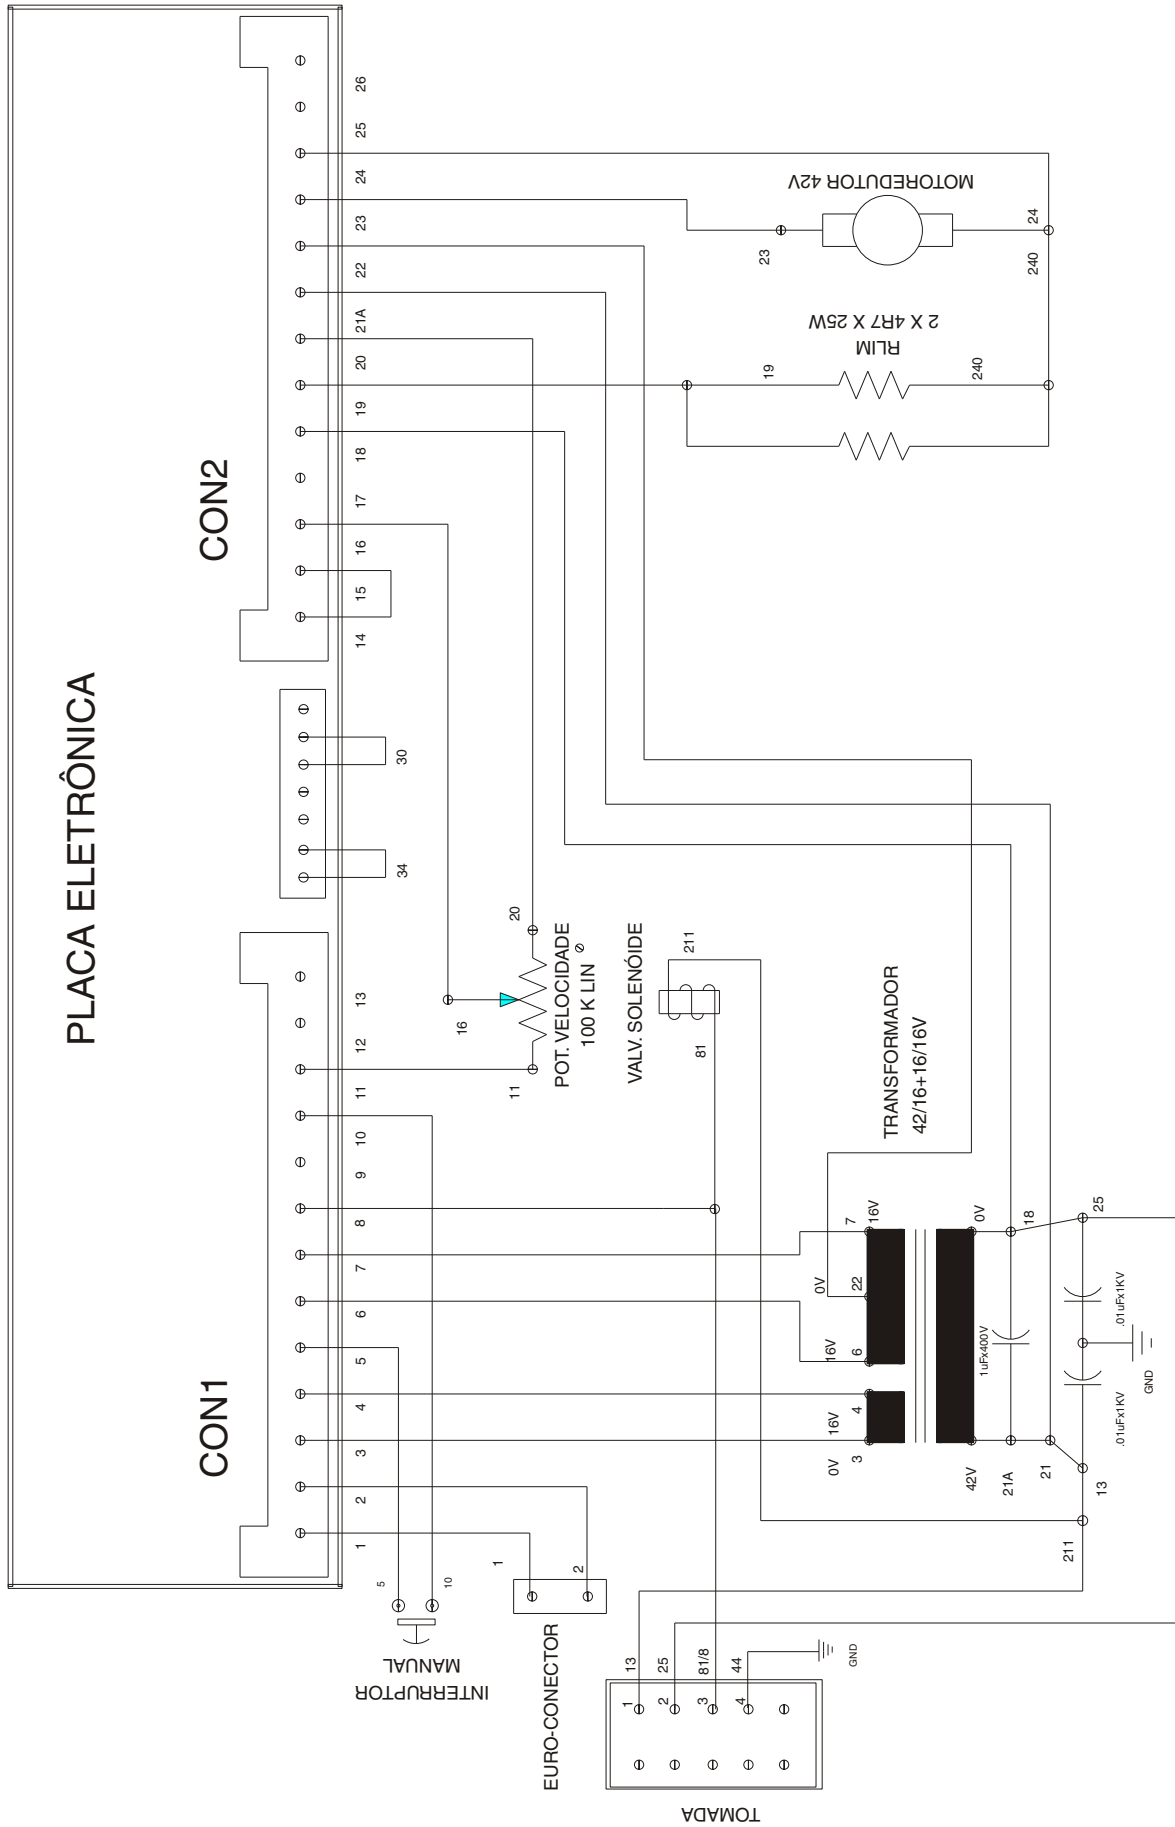 PLACA ELETRÔNICA
CON1
CON2
1
2
3
4
5
6
7
8
9
10
11
12
13
34
30
14
15
16
17
18
19
20
21A
22
23
24
25
26
5
10
INTERRUPTOR
MANUAL
1
2
EURO-CONECTOR
13
25
81/8
44
1
2
3
4
GND
TOMADA
11
16
20
POT. VELOCIDADE
100 K LIN
VALV. SOLENÓIDE
81
211
TRANSFORMADOR
42/16+16/16V
0V
16V
16V
0V
16V
3
4
6
22
7
42V
0V
21A
1uFx400V
18
21
13
25
211
.01uFx1KV
.01uFx1KV
GND
19
240
RLIM
2 X 4R7 X 25W
MOTOREDUTOR 42V
23
240
24